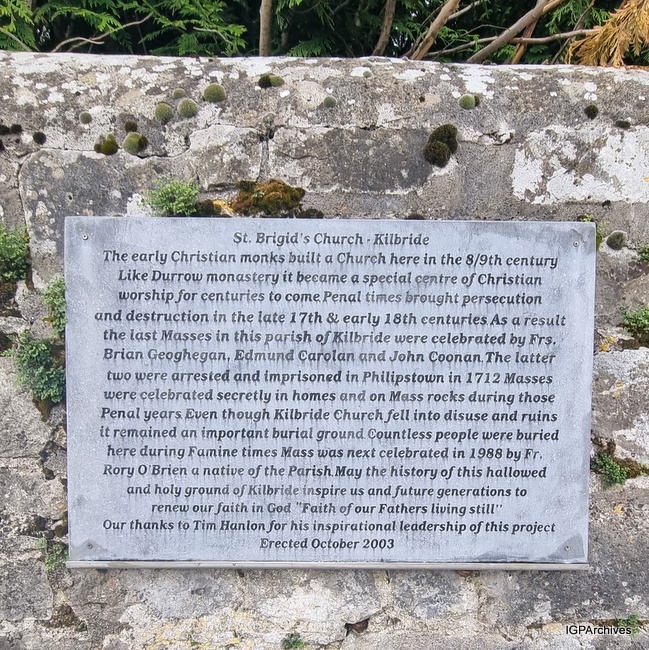 St. Brigid's Church - Kilbride
The early Christian monks built a Church here in the 8/9th century
Like Durrow monastery it became a special centre of Christian
worship for centuries to come. Penal times brought persecution
and destruction in the late 17th & early 18th centuries. As a result
the last Masses in this parish of Kilbride were celebrated by Frs.
Brian Geoghegan, Edmund Carolan and John Coonan. The latter
two were arrested and imprisoned in Philipstown in 1712 Masses
were celebrated secretly in homes and on Mass rocks during those
Penal years. Even though Kilbride Church fell into disuse and ruins
it remained an important burial ground. Countless people were buried
here during Famine times Mass was next celebrated in 1988 by Fr.
Rory O'Brien a native of the Parish. May the history of this hallowed
and holy ground of Kilbride inspire us and future generations to
renew our faith in God "Faith of our Fathers living still"
Our thanks to Tim Hanlon for his inspirational leadership of this project
Erected October 2003
IGPArchives